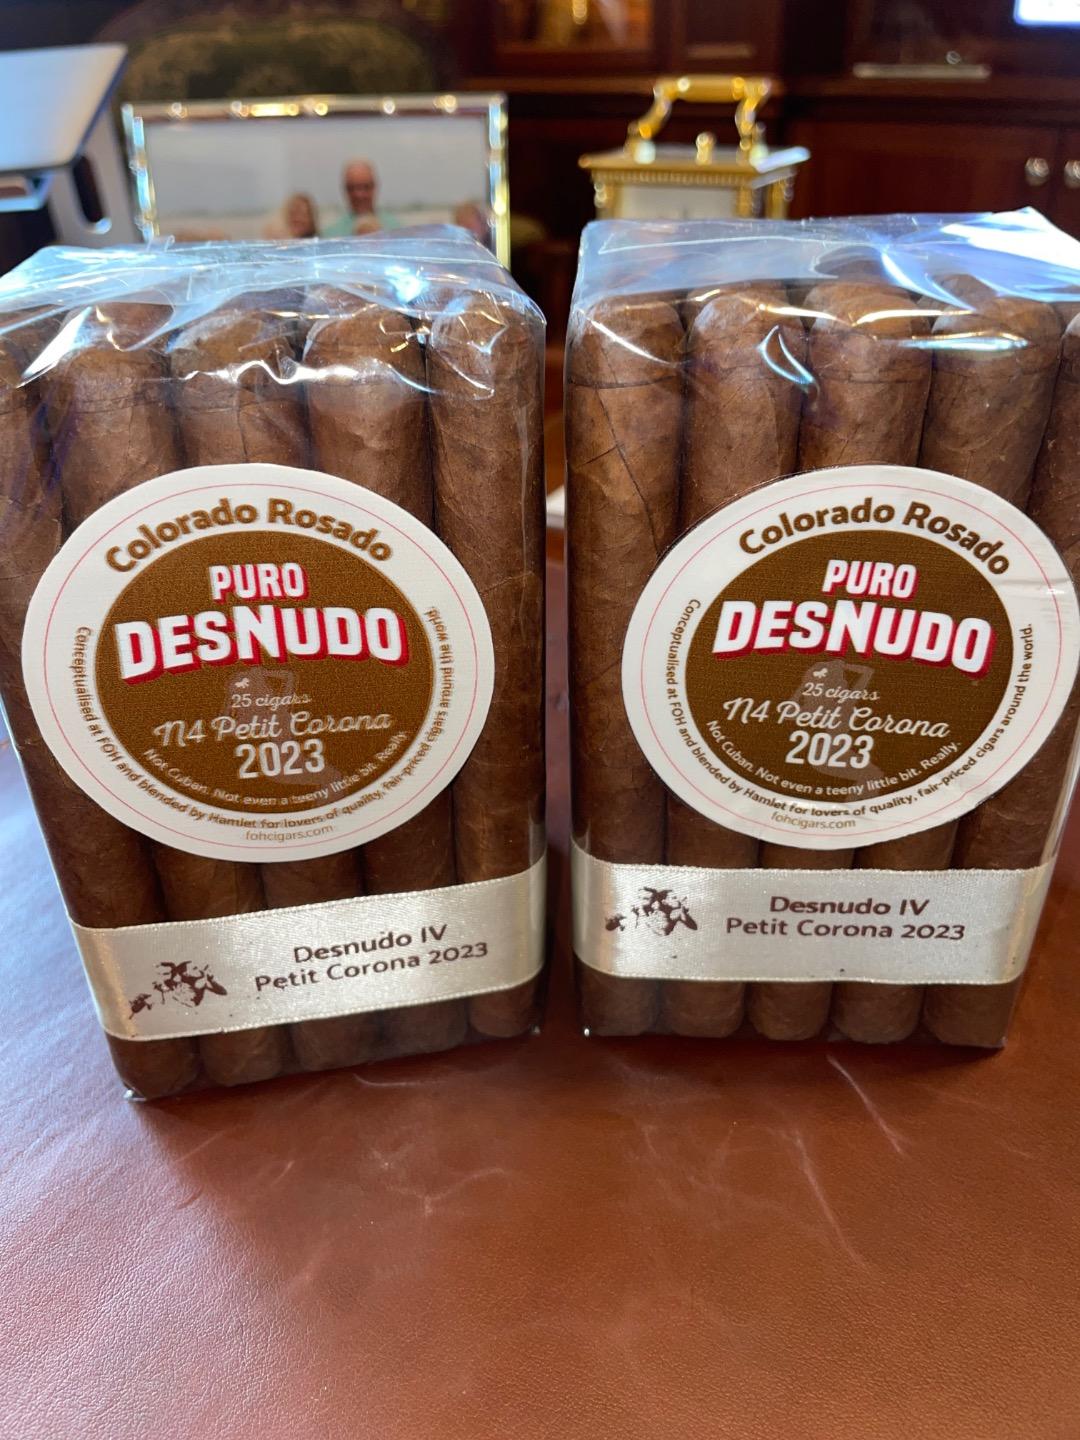 Colorado Rosado
PURO
DESNUDO
25 cigars
N4 Petit Corona
2023
Not Cuban. Not even a teeny little bit. Really.
Conceptualised at FOH and blended by Hamlet for lovers of quality, fair-priced cigars around the world.
fohcigars.com
Desnudo IV
Petit Corona 2023
Colorado Rosado
PURO
DESNUDO
25 cigars
N4 Petit Corona
2023
Not Cuban. Not even a teeny little bit. Really.
Conceptualised at FOH and blended by Hamlet for lovers of quality, fair-priced cigars around the world.
fohcigars.com
Desnudo IV
Petit Corona 2023